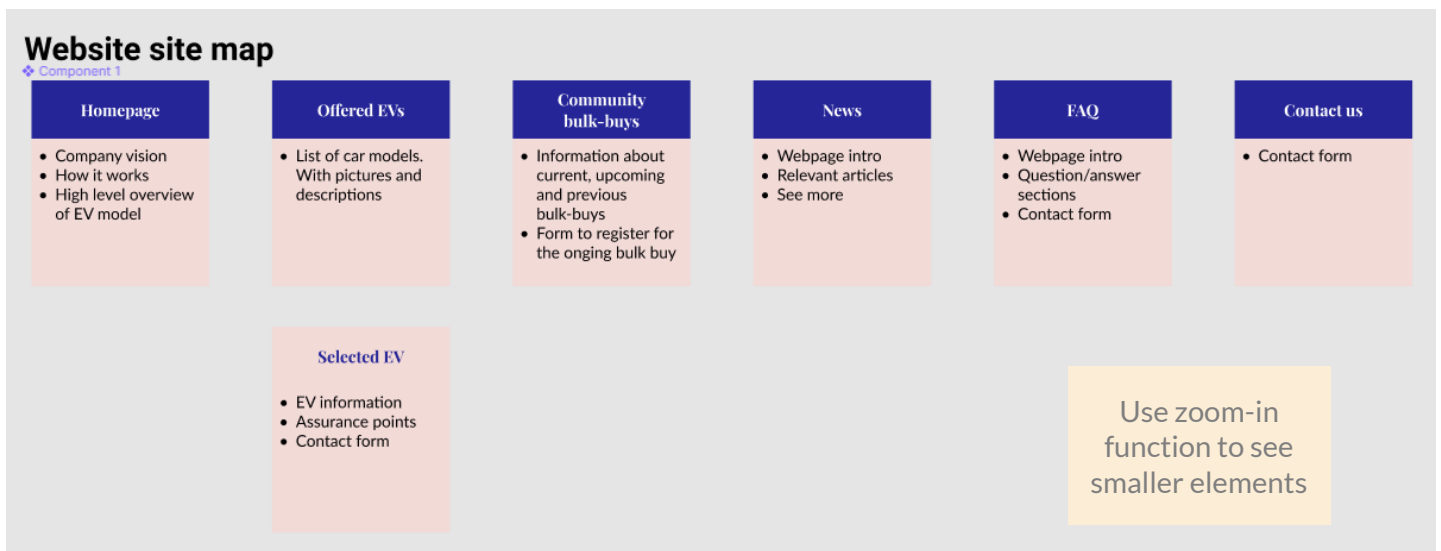 Website site map
Component 1
Homepage
• Company vision
• How it works
• High level overview
of EV model
Offered EVs
• List of car models.
With pictures and
descriptions
Community
bulk-buys
• Information about
current, upcoming
and previous
bulk-buys
• Form to register for
the onging bulk buy
News
• Webpage intro
• Relevant articles
• See more
FAQ
• Webpage intro
• Question/answer
sections
• Contact form
Contact us
• Contact form
Selected EV
• EV information
• Assurance points
• Contact form
Use zoom-in
function to see
smaller elements